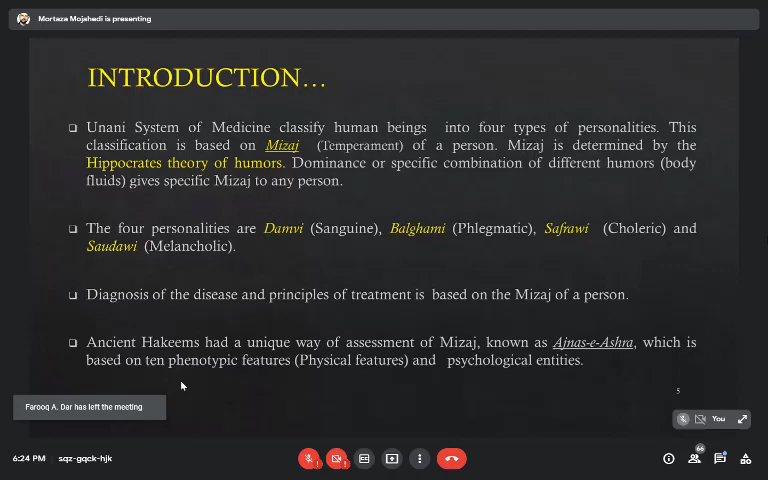 Mortaza Mojahedi is presenting
INTRODUCTION...
Unani System of Medicine classify human beings into four types of personalities. This
classification is based on Mizaj (Temperament) of a person. Mizaj is determined by the
Hippocrates theory of humors. Dominance or specific combination of different humors (body
fluids) gives specific Mizaj to any person.
The four personalities are Damvi (Sanguine), Balghami (Phlegmatic), Safrawi (Choleric) and
Saudawi (Melancholic).
Diagnosis of the disease and principles of treatment is based on the Mizaj of a person.
Ancient Hakeems had a unique way of assessment of Mizaj, known as Ajnas-e-Ashra, which is
based on ten phenotypic features (Physical features) and psychological entities.
5
Farooq A. Dar has left the meeting
You
6:24 PM
sqz-gqck-hjk
66